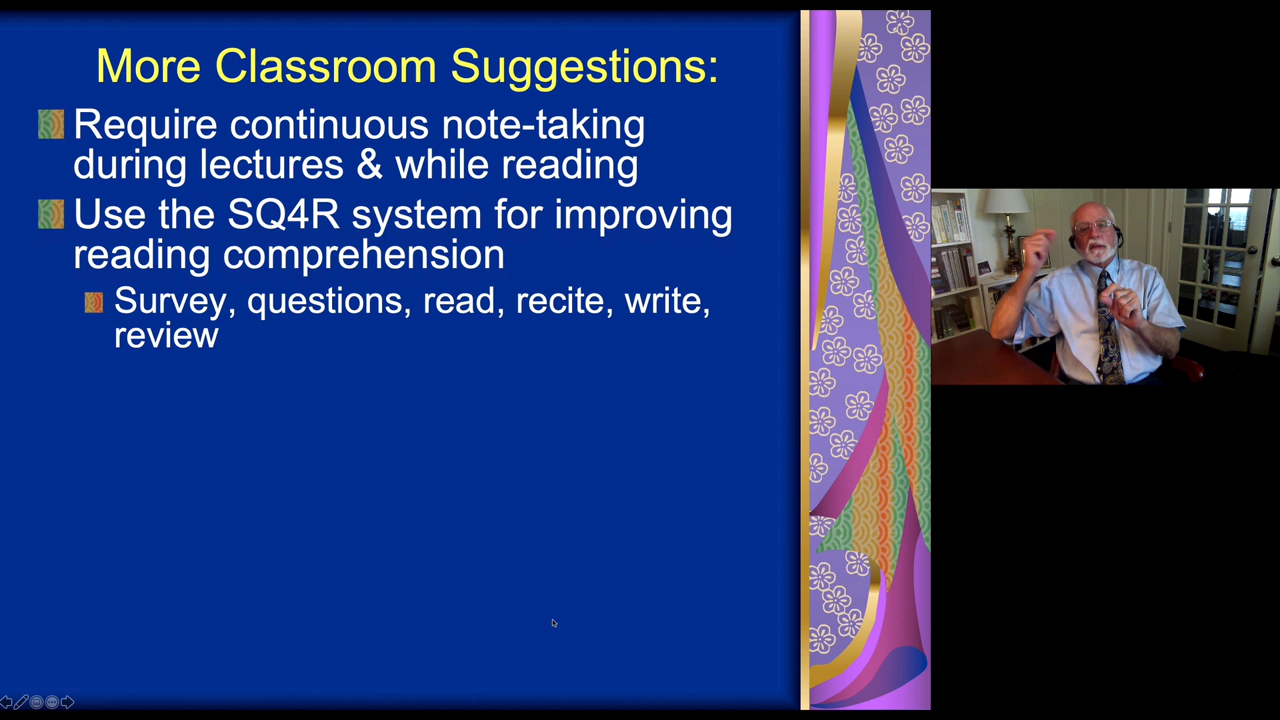 More Classroom Suggestions:
Require continuous note-taking
during lectures & while reading
Use the SQ4R system for improving
reading comprehension
Survey, questions, read, recite, write,
review